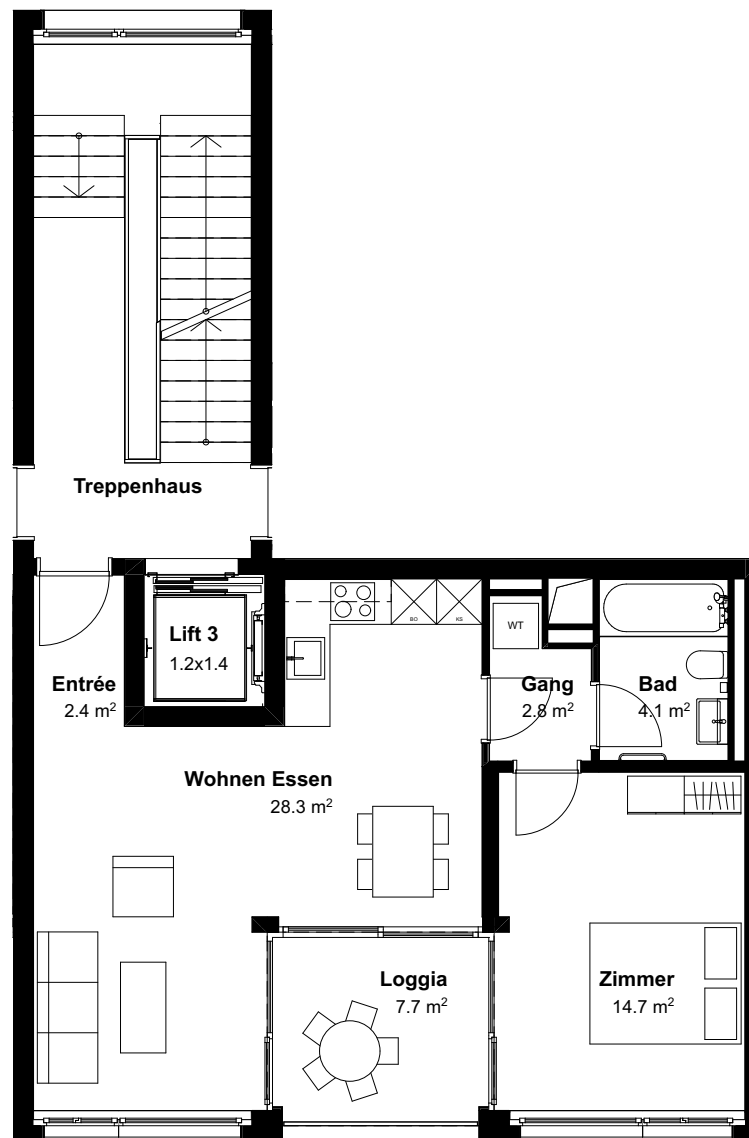 Treppenhaus
Lift 3
1.2x1.4
BO
KS
WT
Entrée
2.4 m²
Gang
2.8 m²
Bad
4.1 m²
Wohnen Essen
28.3 m²
Loggia
7.7 m²
Zimmer
14.7 m²